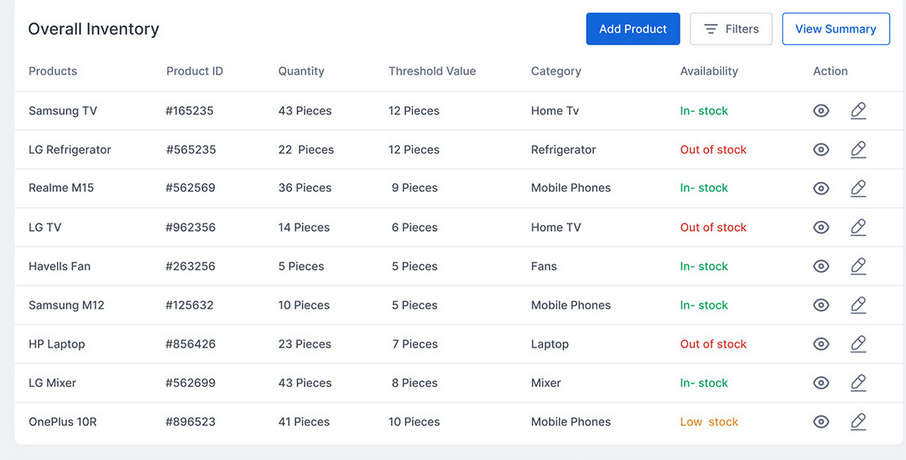 Overall Inventory Add Product Filters View Summary
Products Product ID Quantity Threshold Value Category Availability Action
Samsung TV #165235 43 Pieces 12 Pieces Home Tv In- stock
LG Refrigerator #565235 22 Pieces 12 Pieces Refrigerator Out of stock
Realme M15 #562569 36 Pieces 9 Pieces Mobile Phones In- stock
LG TV #962356 14 Pieces 6 Pieces Home TV Out of stock
Havells Fan #263256 5 Pieces 5 Pieces Fans In- stock
Samsung M12 #125632 10 Pieces 5 Pieces Mobile Phones In- stock
HP Laptop #856426 23 Pieces 7 Pieces Laptop Out of stock
LG Mixer #562699 43 Pieces 8 Pieces Mixer In- stock
OnePlus 10R #896523 41 Pieces 10 Pieces Mobile Phones Low stock